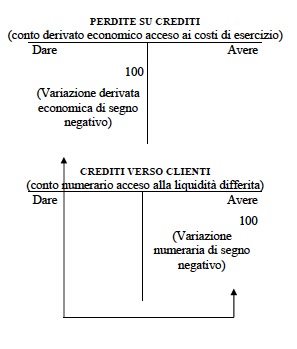 PERDITE SU CREDITI
(conto derivato economico acceso ai costi di esercizio)
Dare Avere
100
(Variazione derivata
economica di segno
negativo)
CREDITI VERSO CLIENTI
(conto numerario acceso alla liquidità differita)
Dare Avere
100
(Variazione
numeraria di segno
negativo)